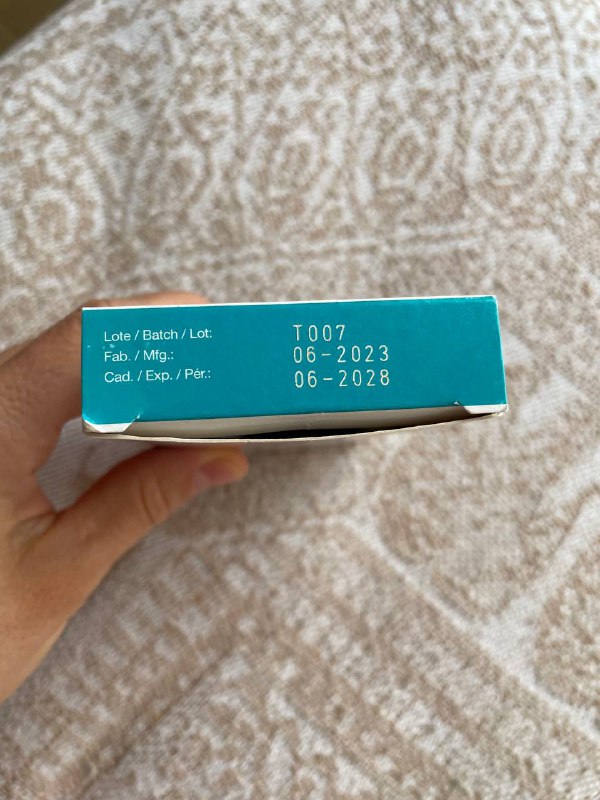 Lote / Batch / Lot: T007
Fab. / Mfg.: 06-2023
Cad. / Exp. / Pér.: 06-2028